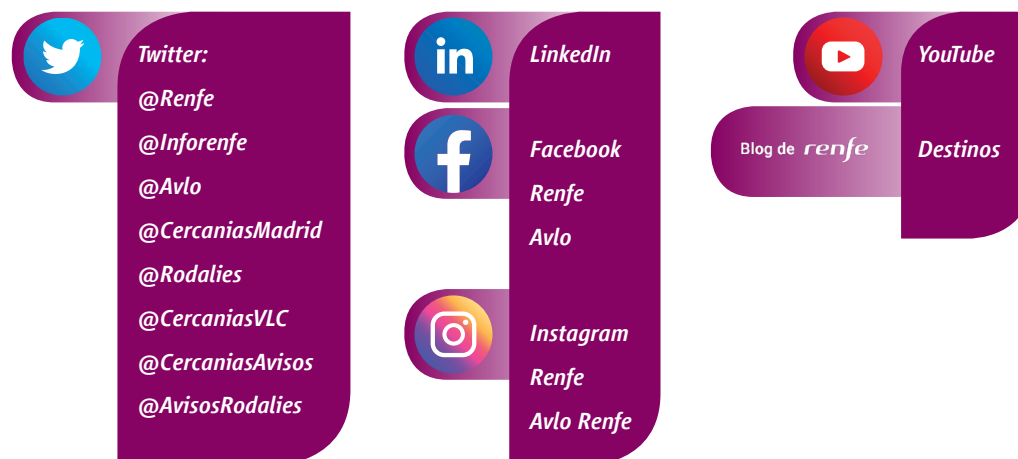 Twitter:
@Renfe
@Inforenfe
@Avlo
@CercaniasMadrid
@Rodalies
@CercaniasVLC
@CercaniasAvisos
@AvisosRodalies
in
LinkedIn
f
Facebook
Renfe
Avlo
Instagram
Renfe
Avlo Renfe
YouTube
Blog de renfe
Destinos